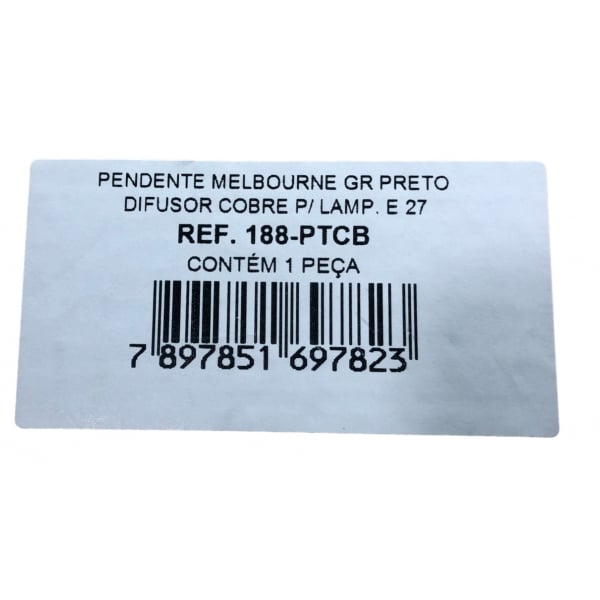 PENDENTE MELBOURNE GR PRETO
DIFUSOR COBRE P/ LAMP. E 27
REF. 188-PTCB
CONTÉM 1 PEÇA
7 897851 697823